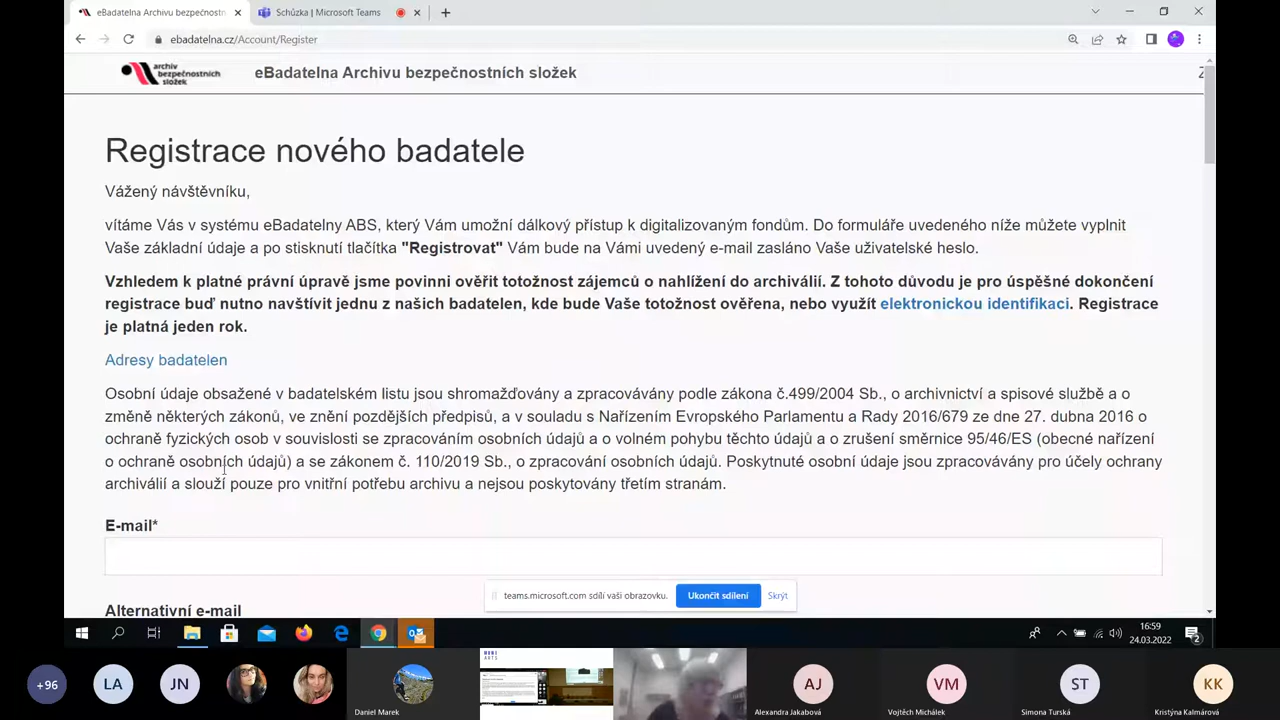 eBadatelna Archivu bezpečnostn
Schůzka | Microsoft Teams
ebadatelna.cz/Account/Register
archiv
bezpečnostních
složek
eBadatelna Archivu bezpečnostních složek
Registrace nového badatele
Vážený návštěvníku,
vítáme Vás v systému eBadatelny ABS, který Vám umožní dálkový přístup k digitalizovaným fondům. Do formuláře uvedeného níže můžete vyplnit
Vaše základní údaje a po stisknutí tlačítka "Registrovat" Vám bude na Vámi uvedený e-mail zasláno Vaše uživatelské heslo.
Vzhledem k platné právní úpravě jsme povinni ověřit totožnost zájemců o nahlížení do archiválií. Z tohoto důvodu je pro úspěšné dokončení
registrace buď nutno navštívit jednu z našich badatelen, kde bude Vaše totožnost ověřena, nebo využít elektronickou identifikaci. Registrace
je platná jeden rok.
Adresy badatelen
Osobní údaje obsažené v badatelském listu jsou shromažďovány a zpracovávány podle zákona č.499/2004 Sb., o archivnictví a spisové službě a o
změně některých zákonů, ve znění pozdějších předpisů, a v souladu s Nařízením Evropského Parlamentu a Rady 2016/679 ze dne 27. dubna 2016 o
ochraně fyzických osob v souvislosti se zpracováním osobních údajů a o volném pohybu těchto údajů a o zrušení směrnice 95/46/ES (obecné nařízení
o ochraně osobních údajů) a se zákonem č. 110/2019 Sb., o zpracování osobních údajů. Poskytnuté osobní údaje jsou zpracovávány pro účely ochrany
archiválií a slouží pouze pro vnitřní potřebu archivu a nejsou poskytovány třetím stranám.
E-mail*
teams.microsoft.com sdílí vaši obrazovku.
Ukončit sdílení
Skrýt
Alternativní e-mail
16:59
24.03.2022
2
+96
LA
JN
Daniel Marek
MUNI
ARTS
AJ
Alexandra Jakabová
VM
Vojtěch Michálek
ST
Simona Turská
KK
Kristýna Kalmárová